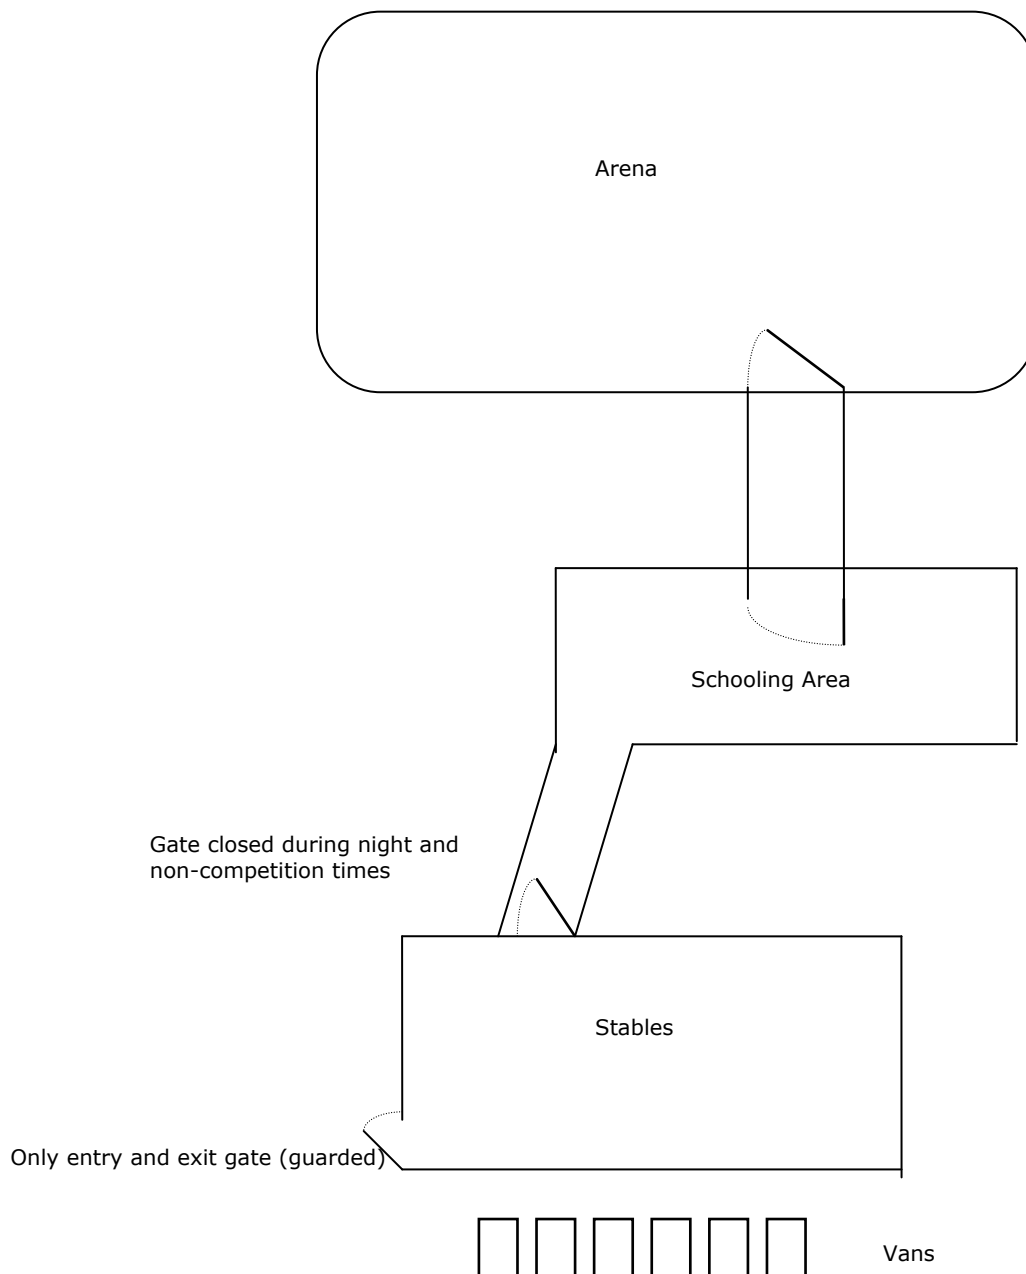 Arena
Schooling Area
Gate closed during night and
non-competition times
Stables
Only entry and exit gate (guarded)
Vans